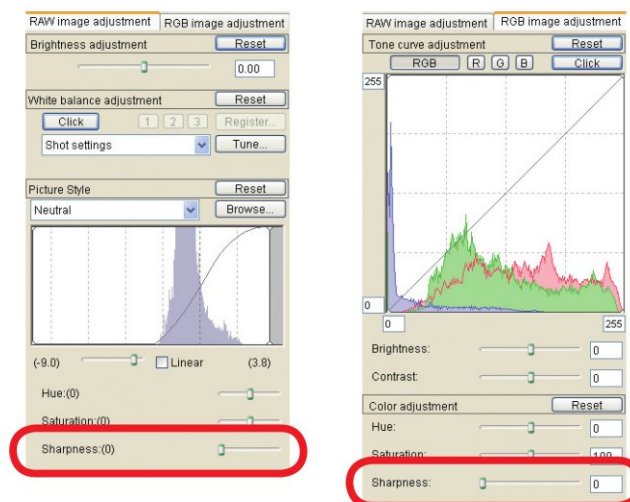 RAW image adjustment RGB image adjustment
Brightness adjustment Reset
0.00
White balance adjustment Reset
Click 1 2 3 Register...
Shot settings Tune...
Picture Style Reset
Neutral Browse...
(-9.0) Linear (3.8)
Hue:(0)
Saturation:(0)
Sharpness:(0)
RAW image adjustment RGB image adjustment
Tone curve adjustment Reset
RGB R G B Click
255
0
0 255
Brightness: 0
Contrast: 0
Color adjustment Reset
Hue: 0
Saturation: 100
Sharpness: 0